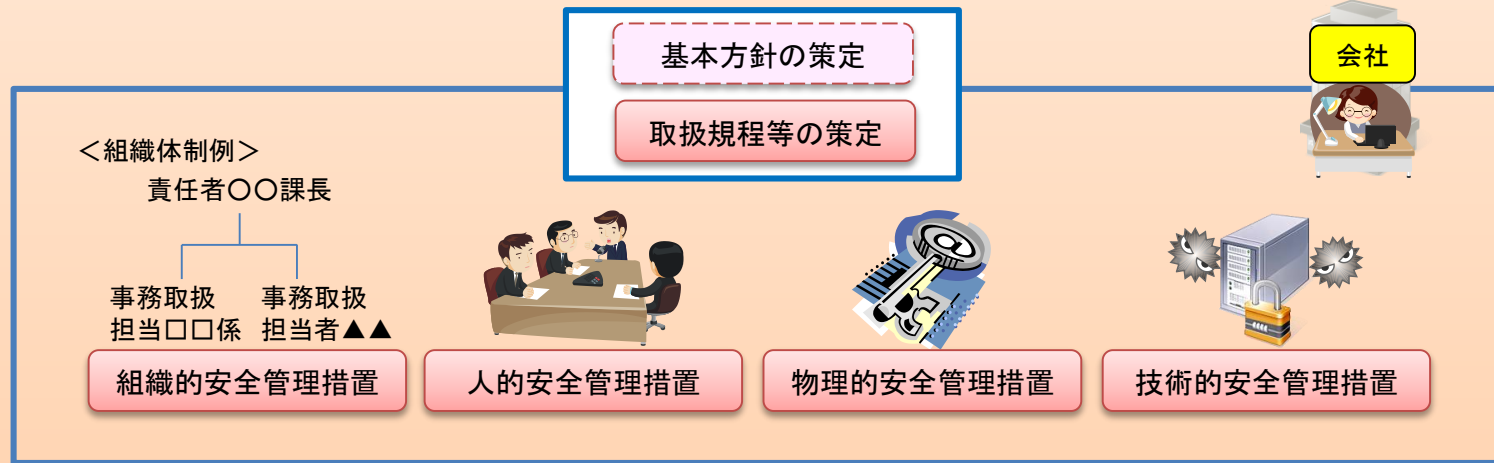 基本方針の策定
会社
取扱規程等の策定
＜組織体制例＞
責任者〇〇課長
事務取扱
担当□□係
事務取扱
担当者▲▲
組織的安全管理措置
人的安全管理措置
物理的安全管理措置
技術的安全管理措置